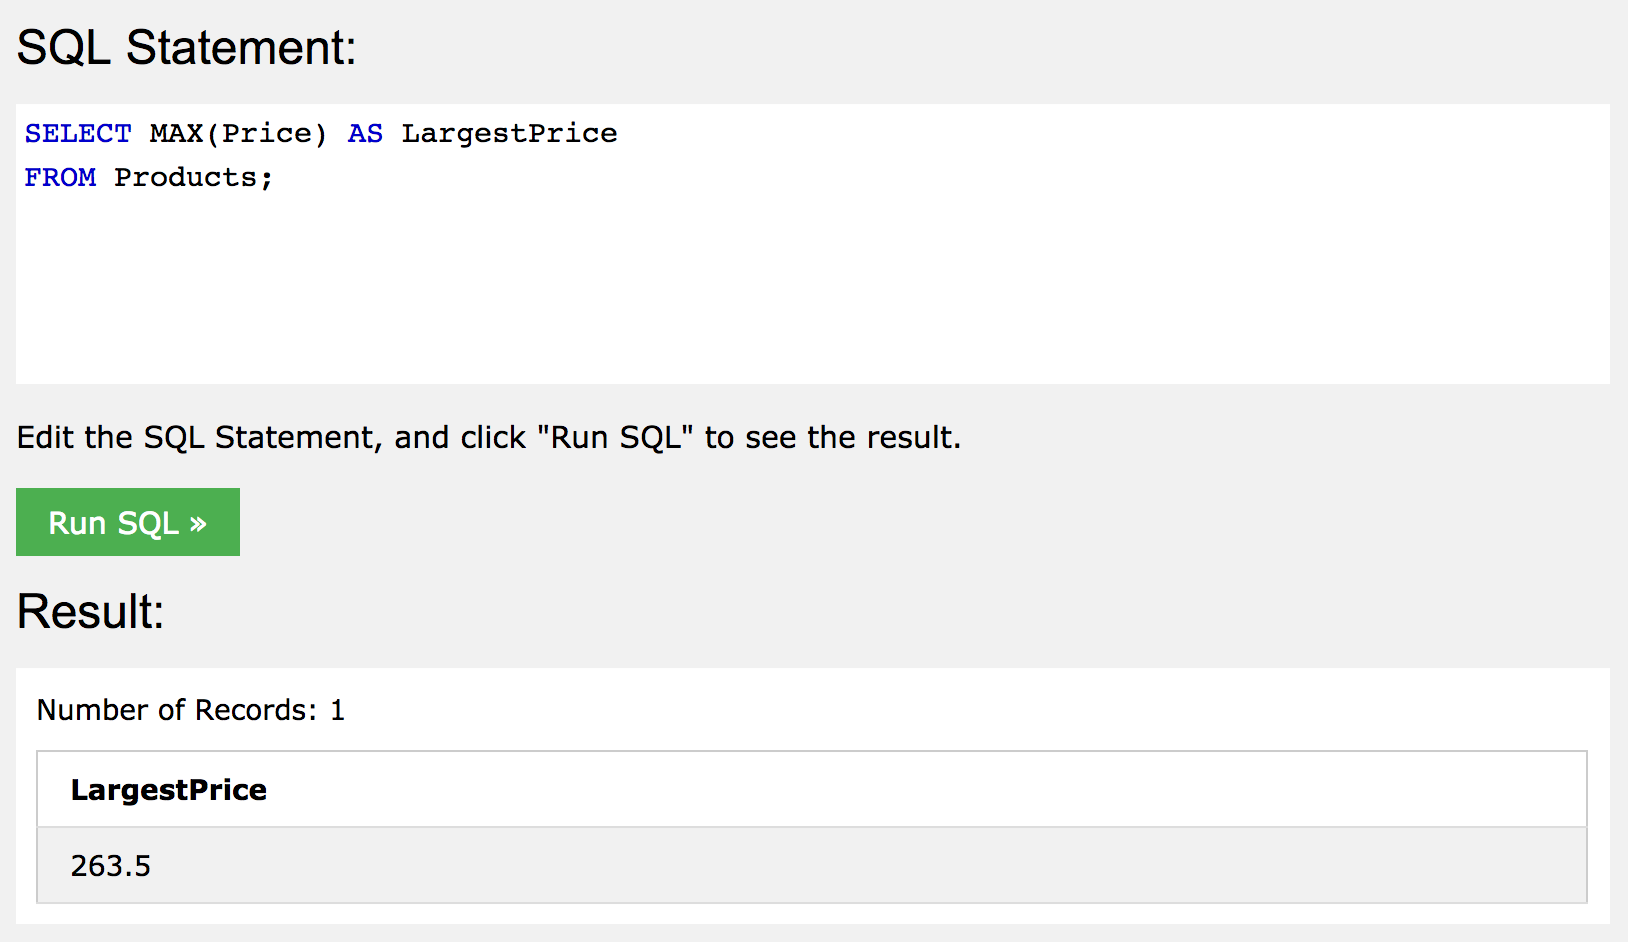 SQL Statement:
SELECT MAX(Price) AS LargestPrice
FROM Products;
Edit the SQL Statement, and click "Run SQL" to see the result.
Run SQL »
Result:
Number of Records: 1
LargestPrice
263.5